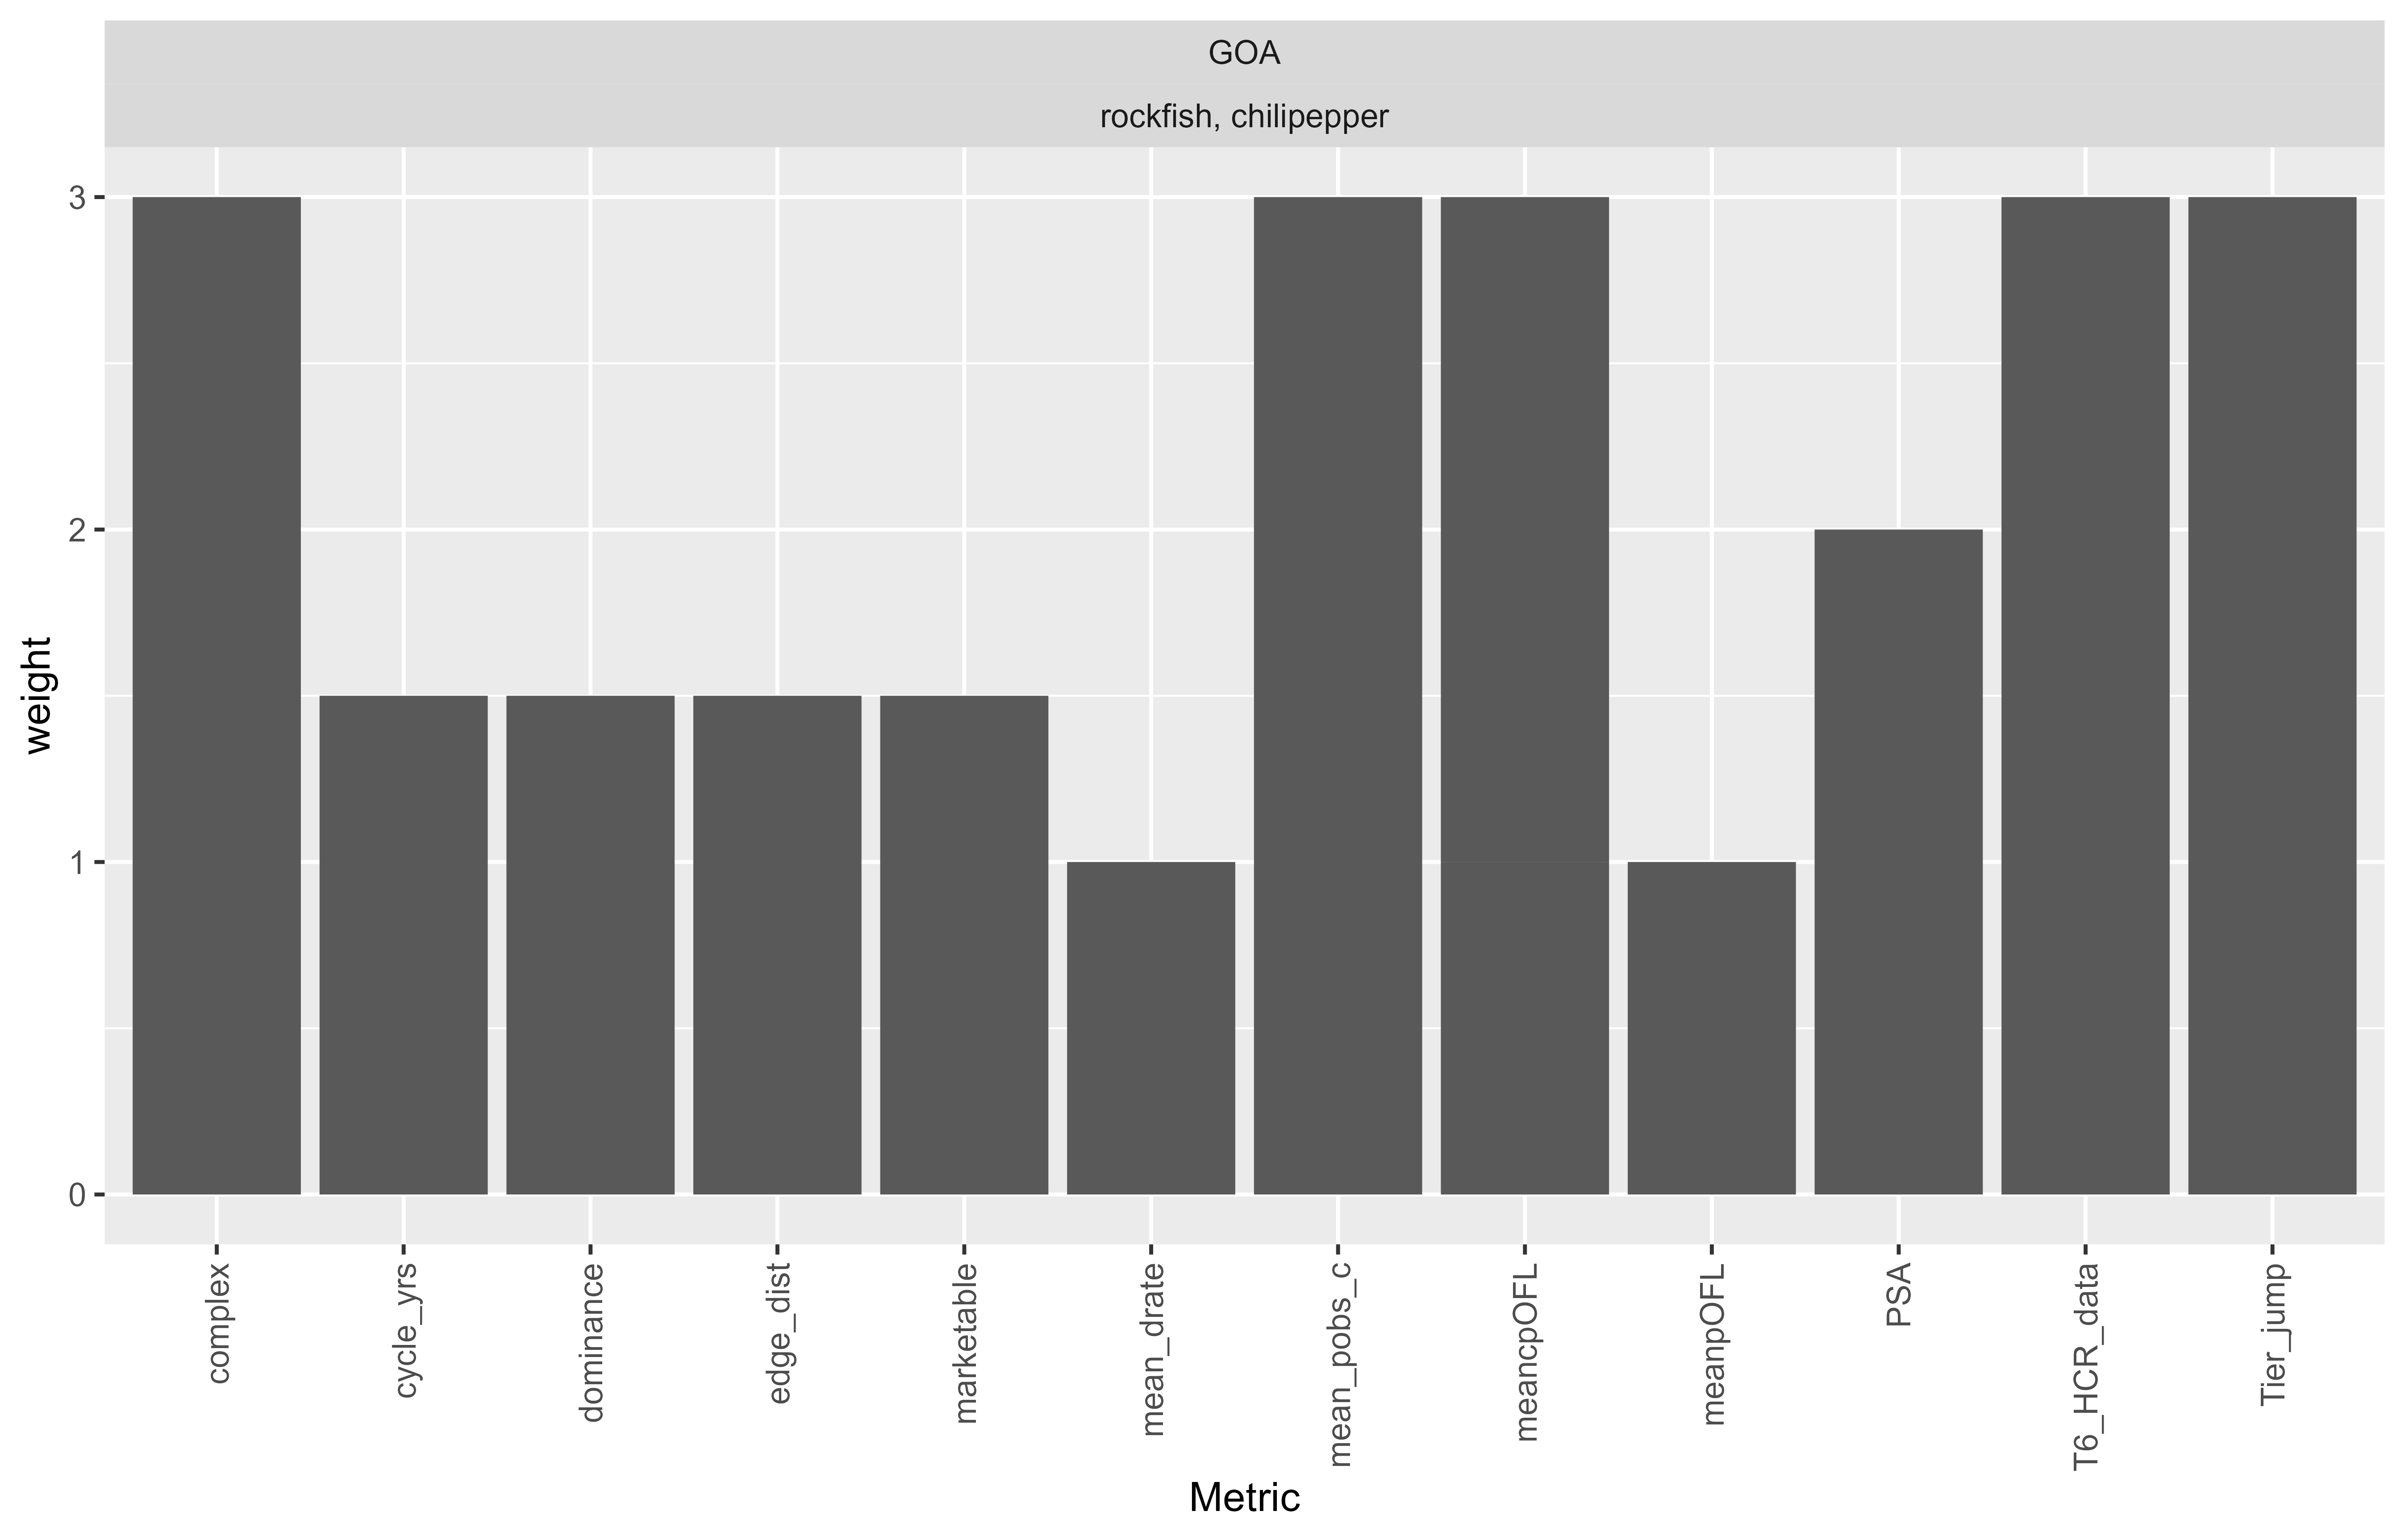 GOA
rockfish, chilipepper
3
2
1
0
weight
complex
cycle_yrs
dominance
edge_dist
marketable
mean_drate
mean_pobs_c
meancpOFL
meanpOFL
PSA
T6_HCR_data
Tier_jump
Metric